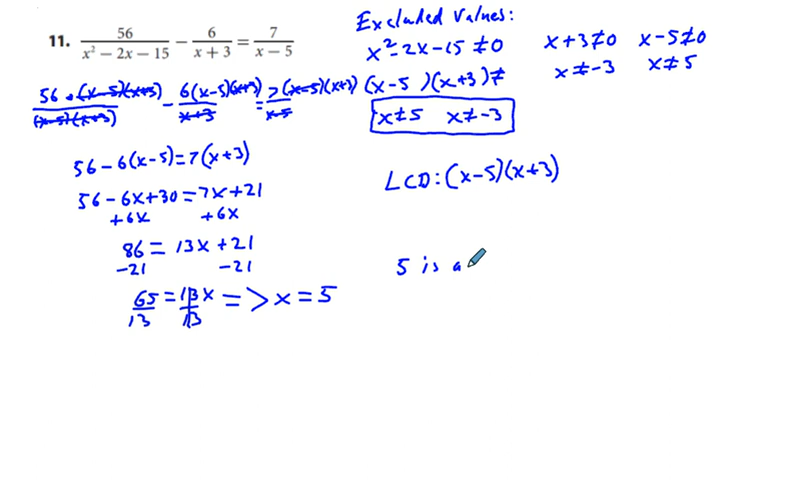 11. 56/(x² − 2x − 15) − 6/(x + 3) = 7/(x − 5)
Excluded Values:
x²−2x−15≠0 x+3≠0 x−5≠0
(x−5)(x+3)≠ x≠−3 x≠5
x≠5 x≠−3
56·(x−5)(x+3)/(x−5)(x+3) − 6(x−5)(x+3)/x+3 = 7(x−5)(x+3)/x−5
56−6(x−5)=7(x+3)
LCD:(x−5)(x+3)
56−6x+30=7x+21
+6x +6x
86=13x+21
−21 −21
5 is a
65/13=13x/13=>x=5